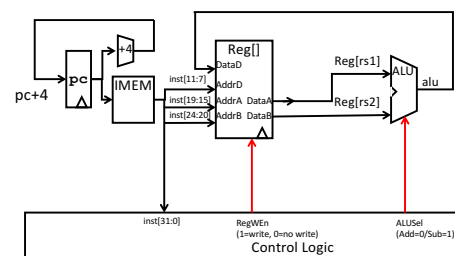 +4
Reg[]
DataD
Reg[rs1]
pc
IMEM
inst[11:7]
AddrD
ALU
alu
pc+4
inst[19:15]
AddrA
DataA
Reg[rs2]
inst[24:20]
AddrB
DataB
inst[31:0]
RegWEn
(1=write, 0=no write)
ALUSel
(Add=0/Sub=1)
Control Logic